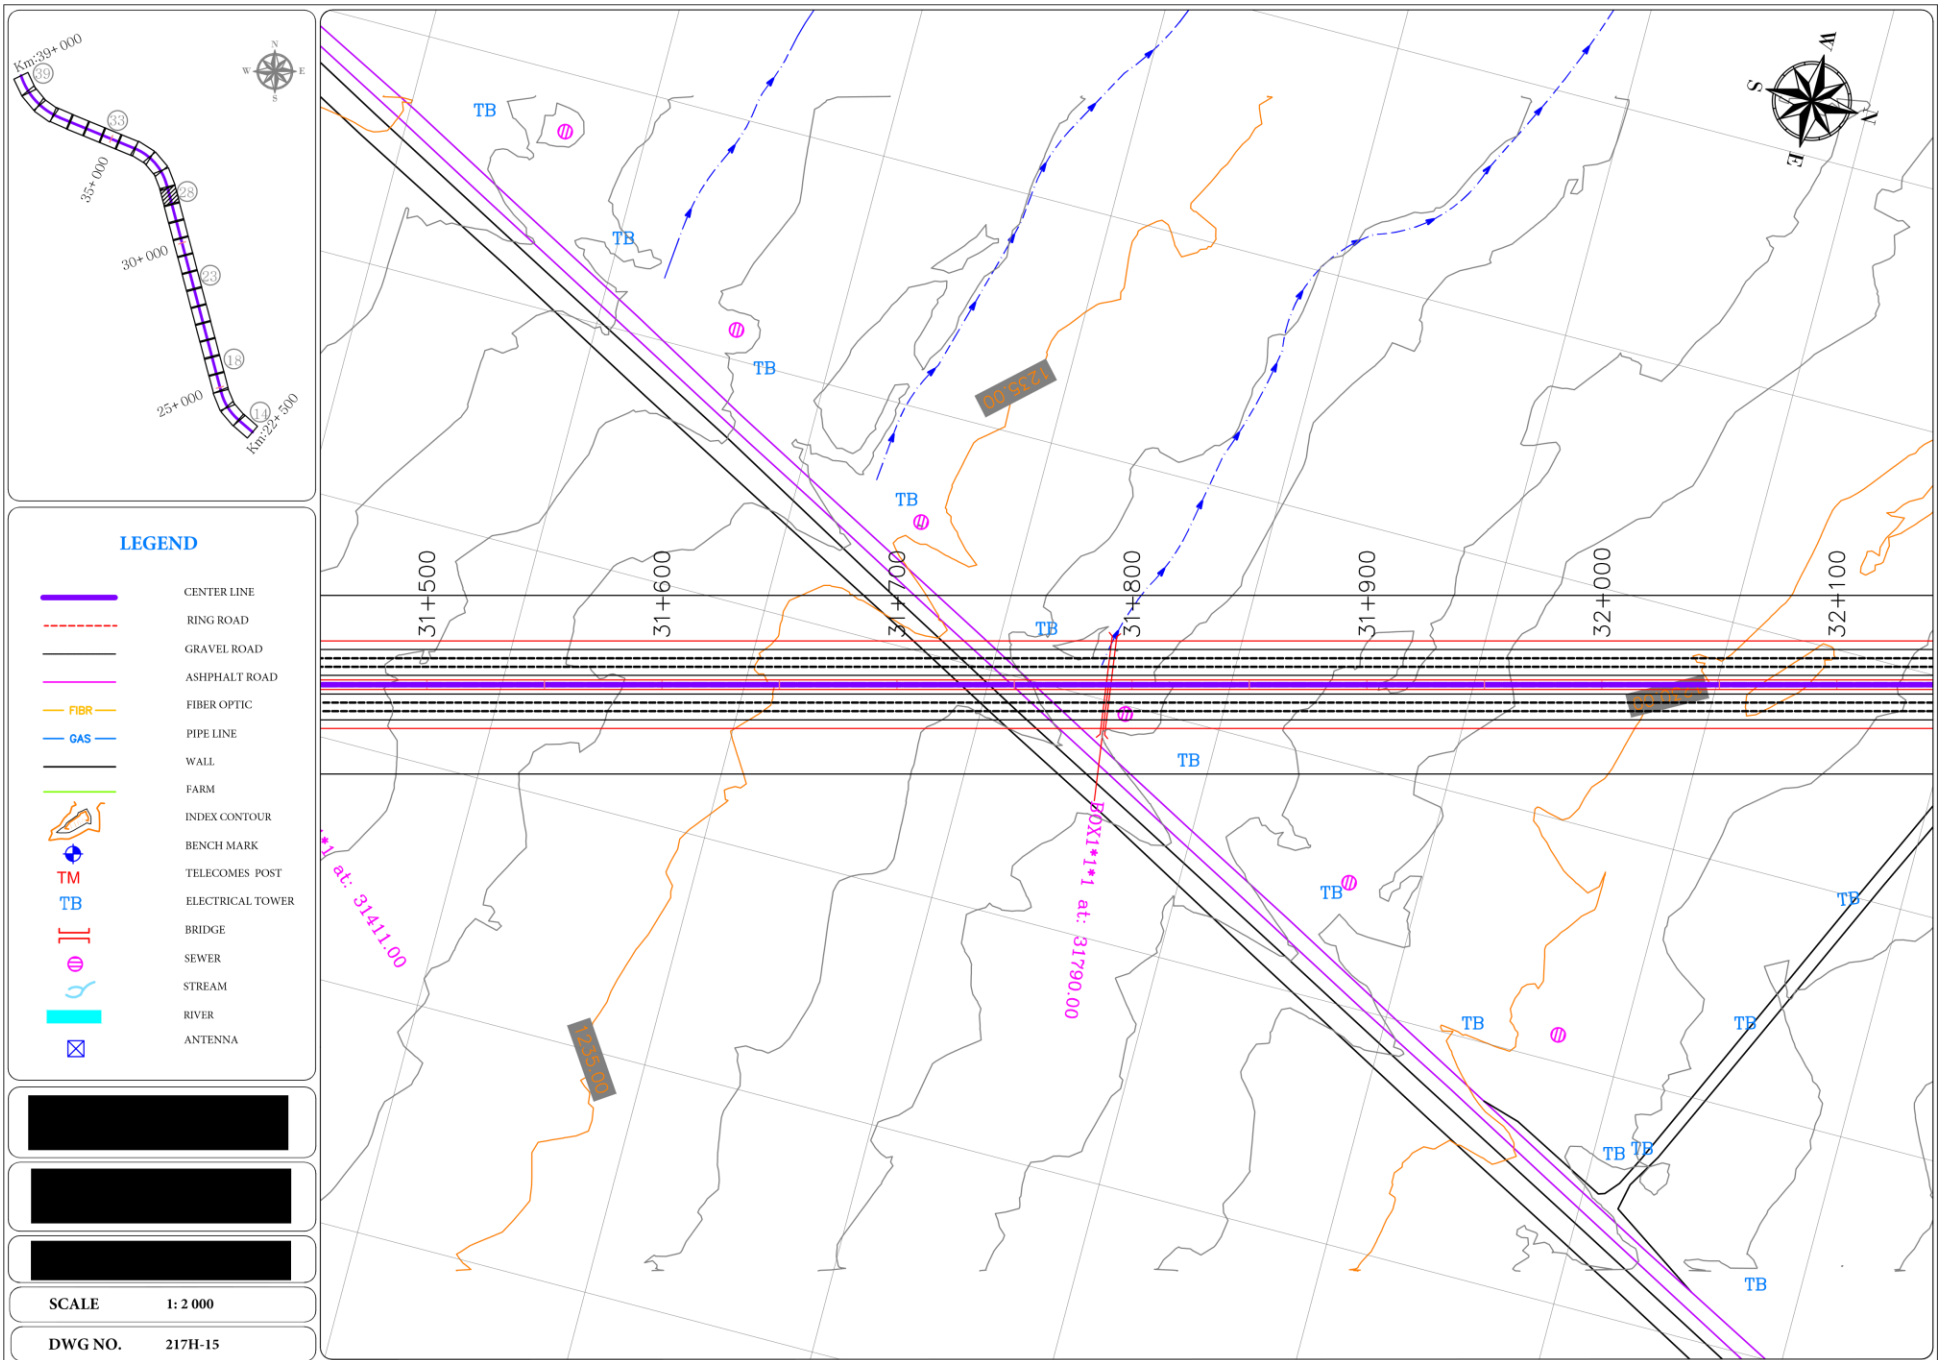 Km:39+000
39
33
35+000
28
30+000
23
18
25+000
14
Km:22+500
N
W
E
S
LEGEND
CENTER LINE
RING ROAD
GRAVEL ROAD
ASHPHALT ROAD
FIBR
FIBER OPTIC
GAS
PIPE LINE
WALL
FARM
INDEX CONTOUR
BENCH MARK
TM
TELECOMES POST
TB
ELECTRICAL TOWER
BRIDGE
SEWER
STREAM
RIVER
ANTENNA
SCALE 1: 2 000
DWG NO. 217H-15
W
S
N
E
TB
TB
TB
1235.00
TB
31+500
31+600
31+700
31+800
31+900
32+000
32+100
TB
TB
*1 at: 31411.00
BOX1*1*1 at: 31790.00
TB
TB
TB
TB
1235.00
TB
TB
TB